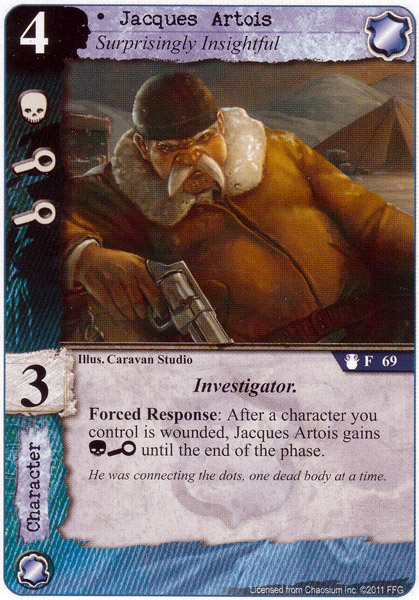 4
• Jacques Artois
Surprisingly Insightful
Illus. Caravan Studio
F 69
3
Investigator.
Forced Response: After a character you
control is wounded, Jacques Artois gains
until the end of the phase.
He was connecting the dots, one dead body at a time.
Character
Licensed from Chaosium Inc. ©2011 FFG